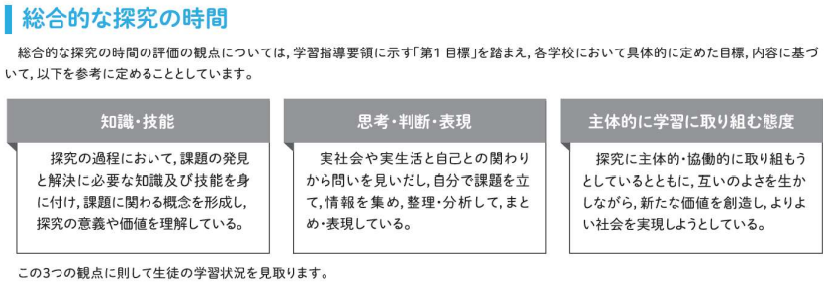 総合的な探究の時間
総合的な探究の時間の評価の観点については,学習指導要領に示す「第1 目標」を踏まえ,各学校において具体的に定めた目標,内容に基づ
いて,以下を参考に定めることとしています。
知識・技能
探究の過程において,課題の発見
と解決に必要な知識及び技能を身
に付け,課題に関わる概念を形成し,
探究の意義や価値を理解している。
思考・判断・表現
実社会や実生活と自己との関わり
から問いを見いだし,自分で課題を立
て,情報を集め,整理・分析して,まと
め・表現している。
主体的に学習に取り組む態度
探究に主体的・協働的に取り組もう
としているとともに,互いのよさを生か
しながら,新たな価値を創造し,よりよ
い社会を実現しようとしている。
この3つの観点に則して生徒の学習状況を見取ります。